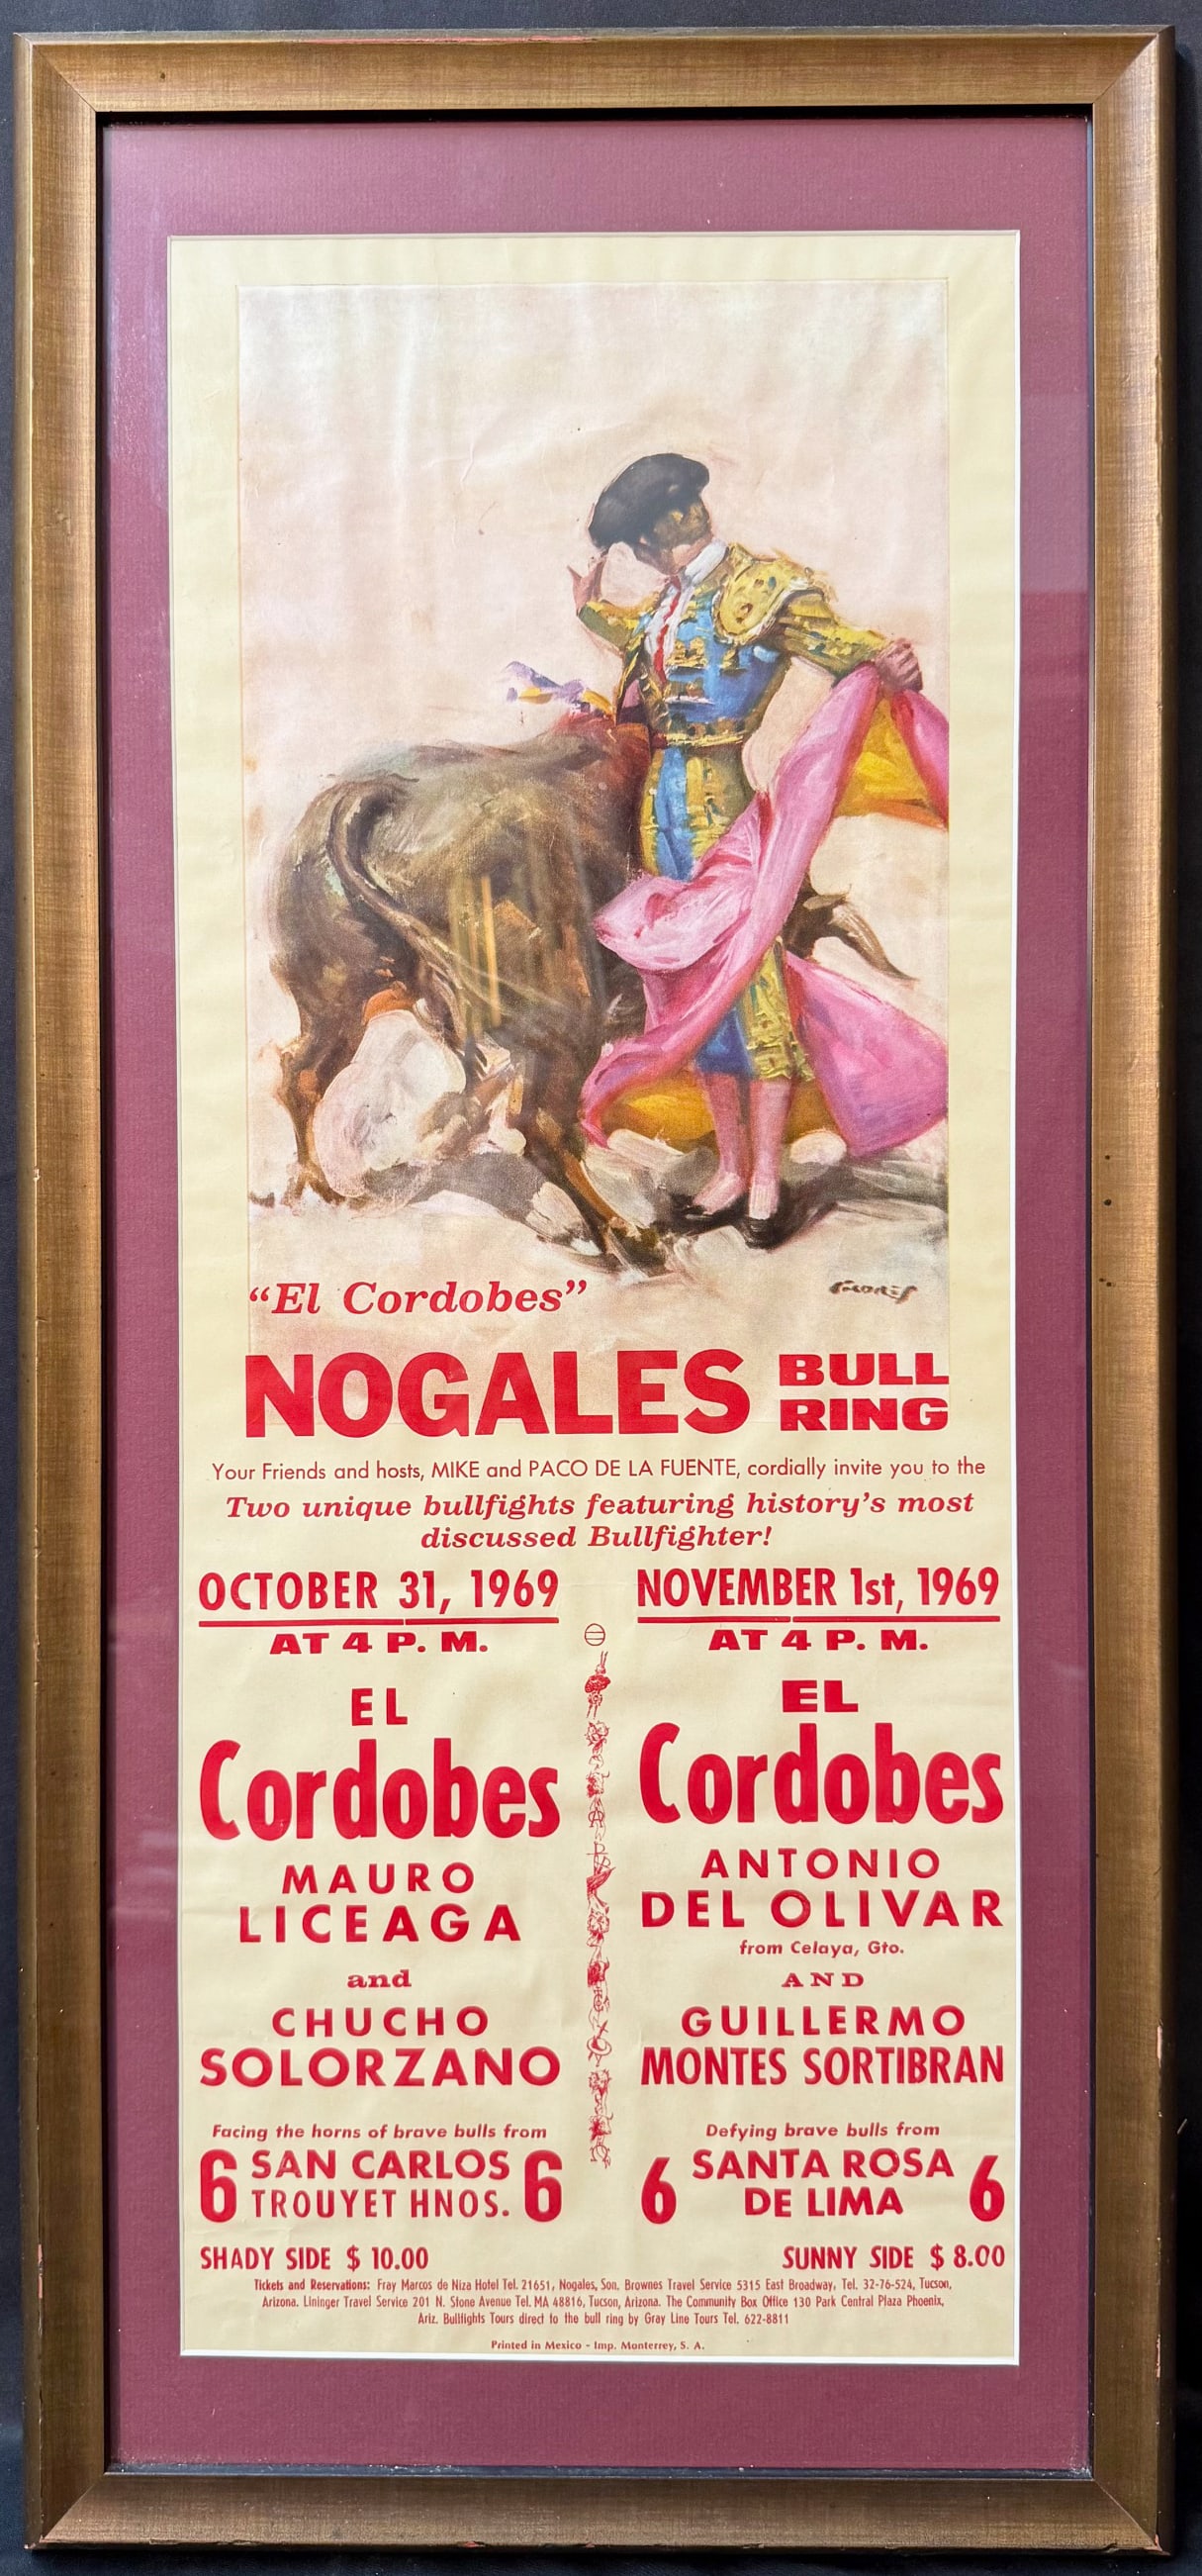 “El Cordobes”
NOGALES BULL RING
Your Friends and hosts, MIKE and PACO DE LA FUENTE, cordially invite you to the
Two unique bullfights featuring history's most
discussed Bullfighter!
OCTOBER 31, 1969
AT 4 P. M.
EL
Cordobes
MAURO
LICEAGA
and
CHUCHO
SOLORZANO
Facing the horns of brave bulls from
6 SAN CARLOS 6
TROUYET HNOS.
NOVEMBER 1st, 1969
AT 4 P. M.
EL
Cordobes
ANTONIO
DEL OLIVAR
from Celaya, Gto.
AND
GUILLERMO
MONTES SORTIBRAN
Defying brave bulls from
6 SANTA ROSA 6
DE LIMA
SHADY SIDE $ 10.00
SUNNY SIDE $ 8.00
Tickets and Reservations: Fray Marcos de Niza Hotel Tel. 21651, Nogales, Son. Brownes Travel Service 5315 East Broadway, Tel. 32-76-524, Tucson,
Arizona. Lininger Travel Service 201 N. Stone Avenue Tel. MA 48816, Tucson, Arizona. The Community Box Office 130 Park Central Plaza Phoenix,
Ariz. Bullfights Tours direct to the bull ring by Gray Line Tours Tel. 622-8811
Printed in Mexico - Imp. Monterrey, S. A.